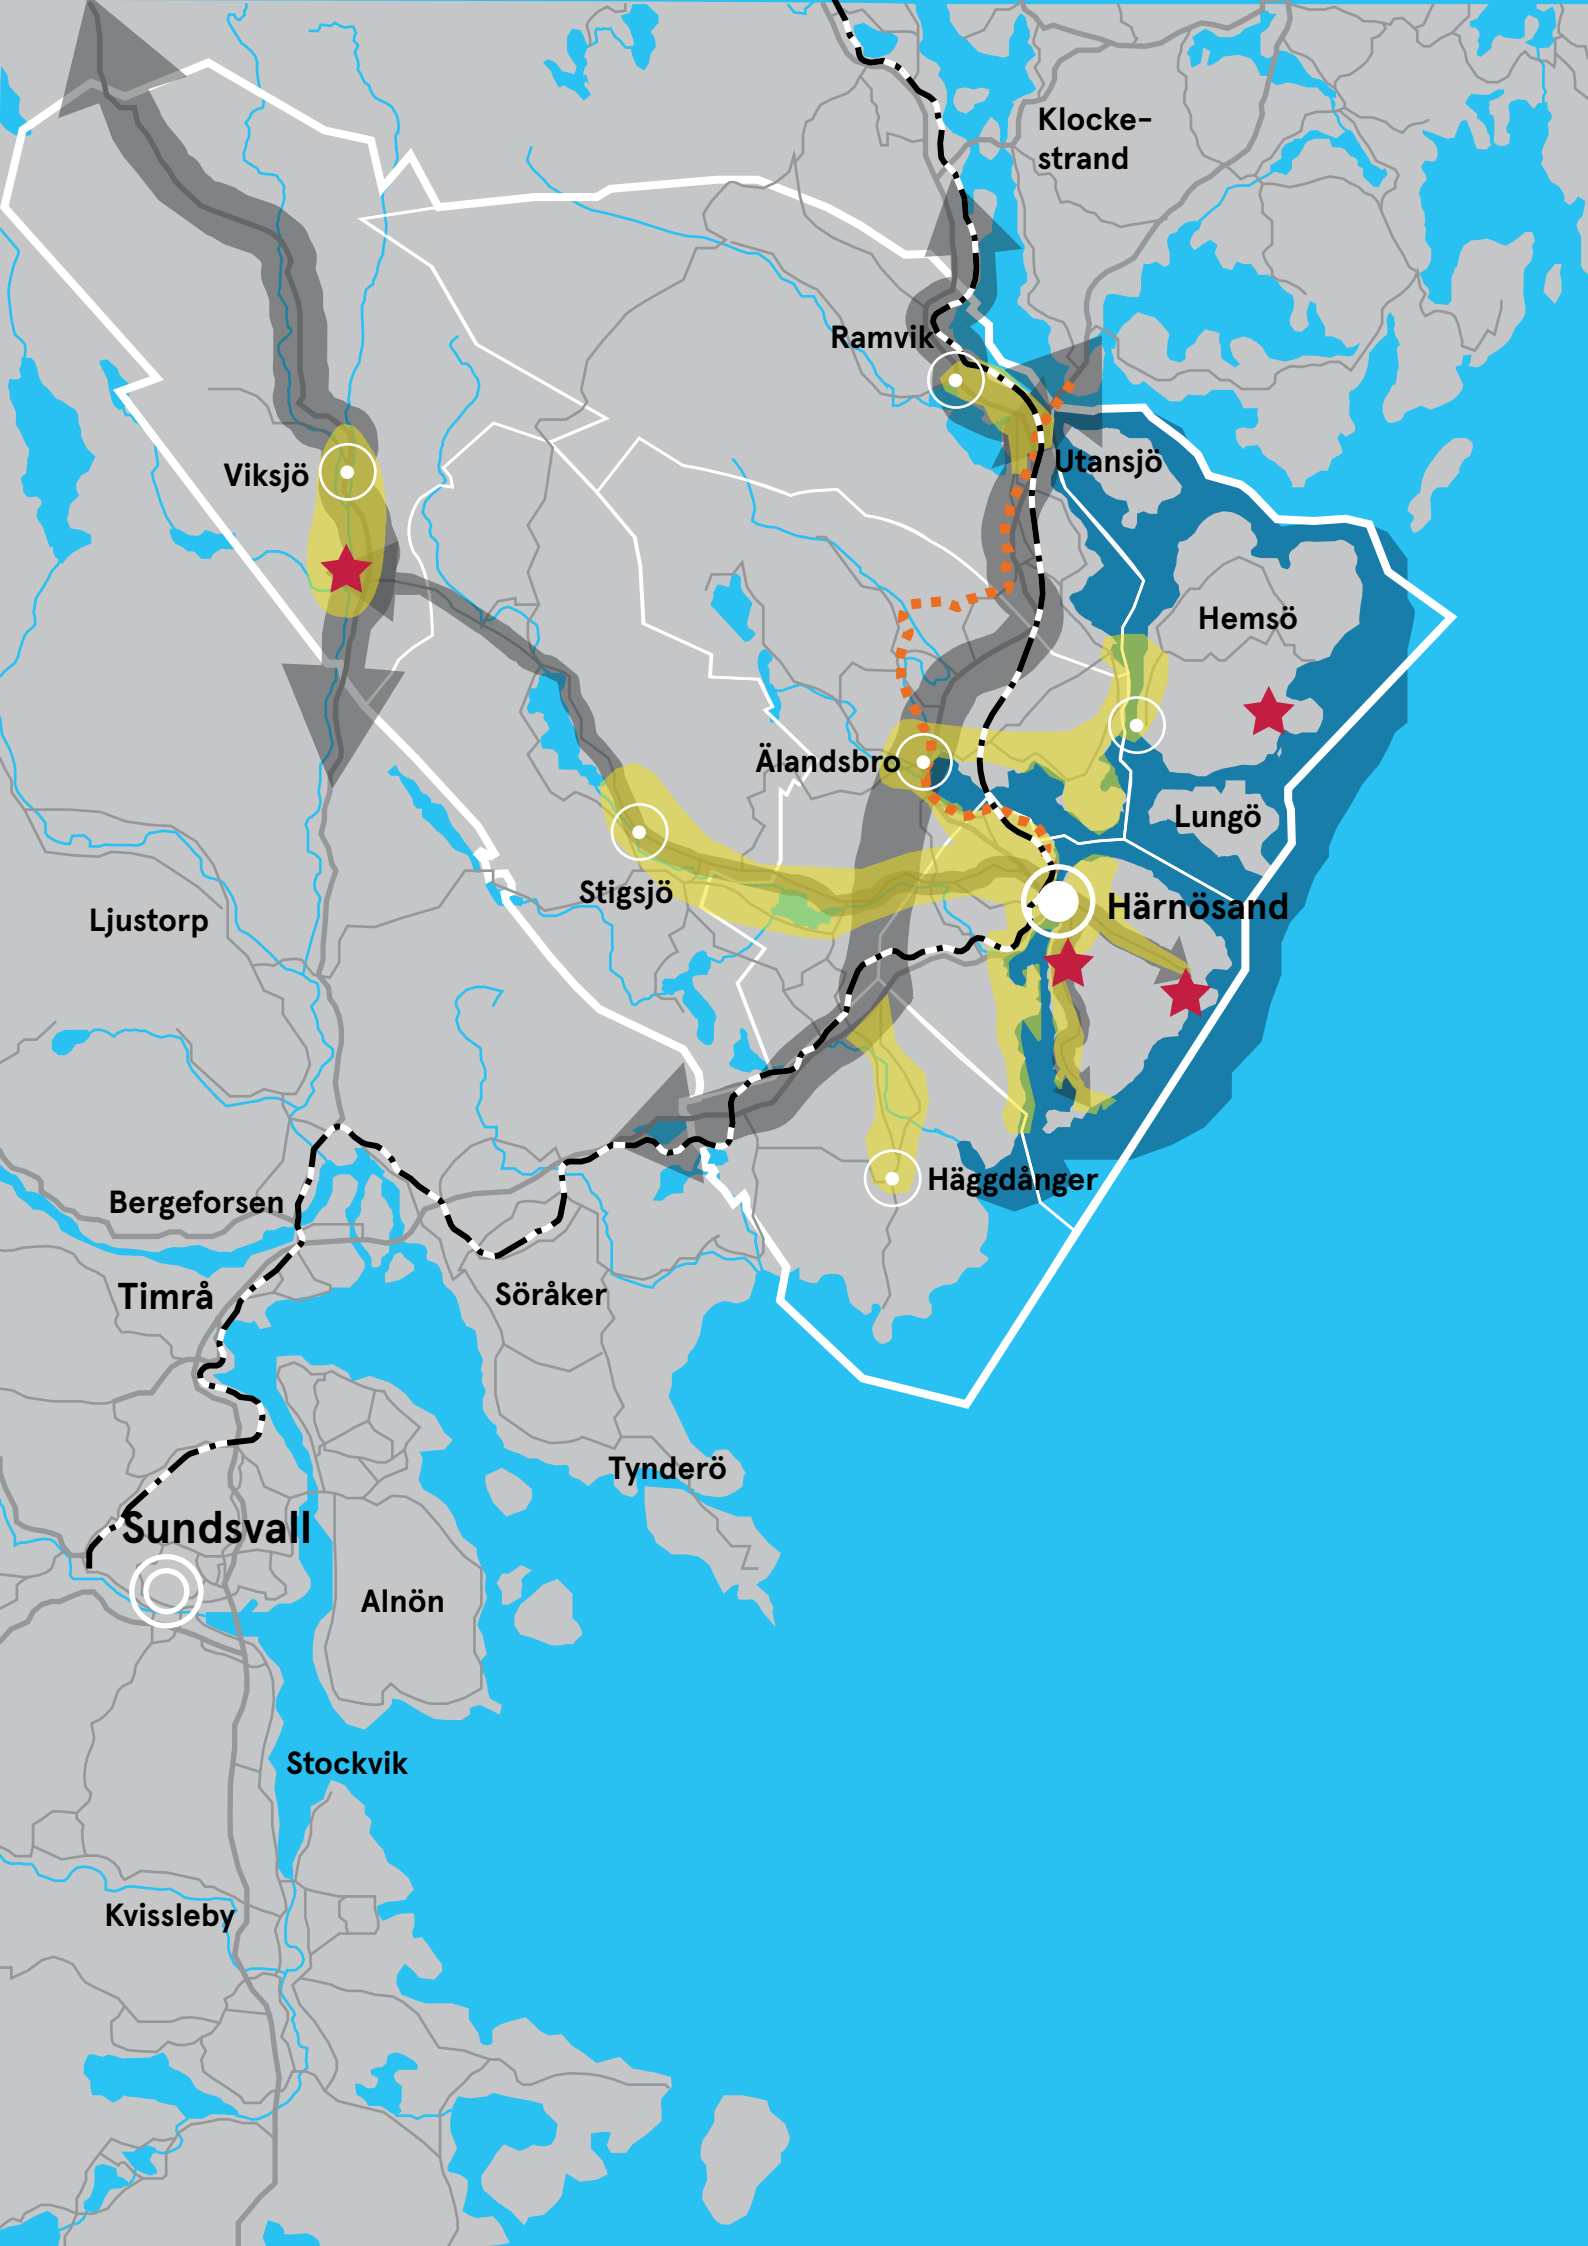 Klocke-
strand
Ramvik
Utansjö
Viksjö
Hemsö
Älandsbro
Lungö
Stigsjö
Härnösand
Ljustorp
Häggdånger
Bergeforsen
Timrå
Söråker
Tynderö
Sundsvall
Alnön
Stockvik
Kvissleby